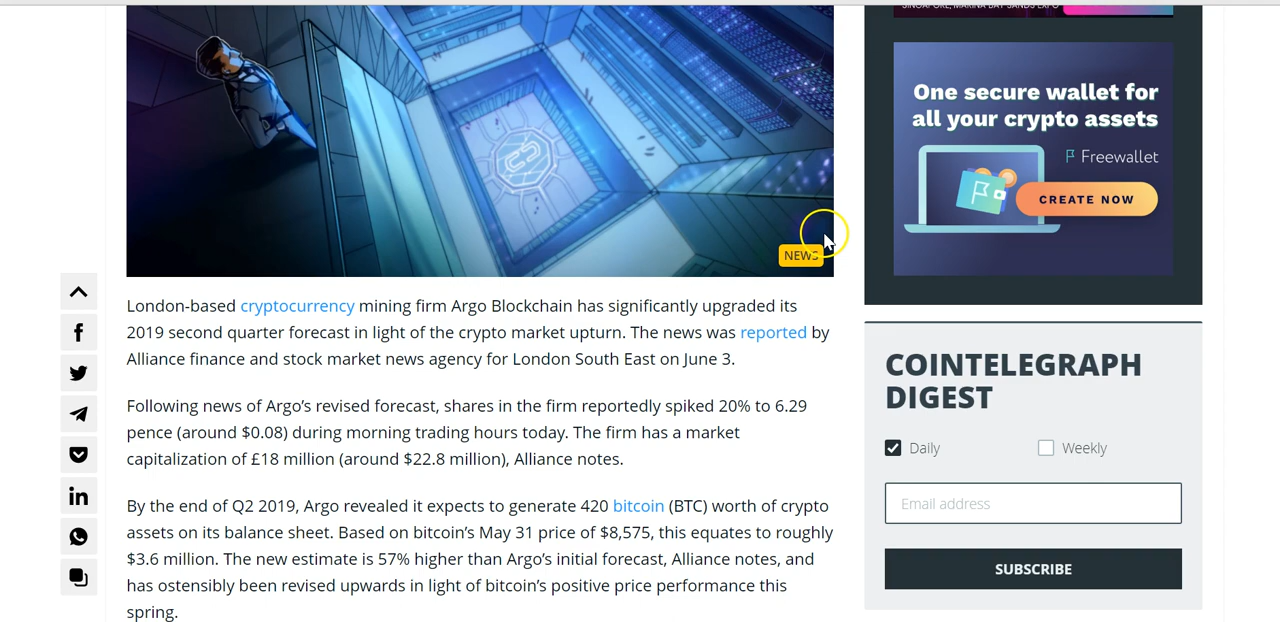 SINGAPORE, MARINA BAY SANDS EXPO
One secure wallet for
all your crypto assets
Freewallet
CREATE NOW
NEWS
London-based cryptocurrency mining firm Argo Blockchain has significantly upgraded its
2019 second quarter forecast in light of the crypto market upturn. The news was reported by
Alliance finance and stock market news agency for London South East on June 3.
Following news of Argo’s revised forecast, shares in the firm reportedly spiked 20% to 6.29
pence (around $0.08) during morning trading hours today. The firm has a market
capitalization of £18 million (around $22.8 million), Alliance notes.
By the end of Q2 2019, Argo revealed it expects to generate 420 bitcoin (BTC) worth of crypto
assets on its balance sheet. Based on bitcoin’s May 31 price of $8,575, this equates to roughly
$3.6 million. The new estimate is 57% higher than Argo’s initial forecast, Alliance notes, and
has ostensibly been revised upwards in light of bitcoin’s positive price performance this
spring.
COINTELEGRAPH
DIGEST
Daily
Weekly
Email address
SUBSCRIBE